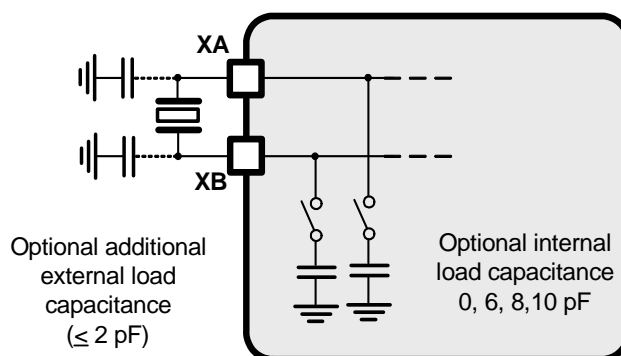 XA
XB
Optional additional
external load
capacitance
(≤ 2 pF)
Optional internal
load capacitance
0, 6, 8,10 pF